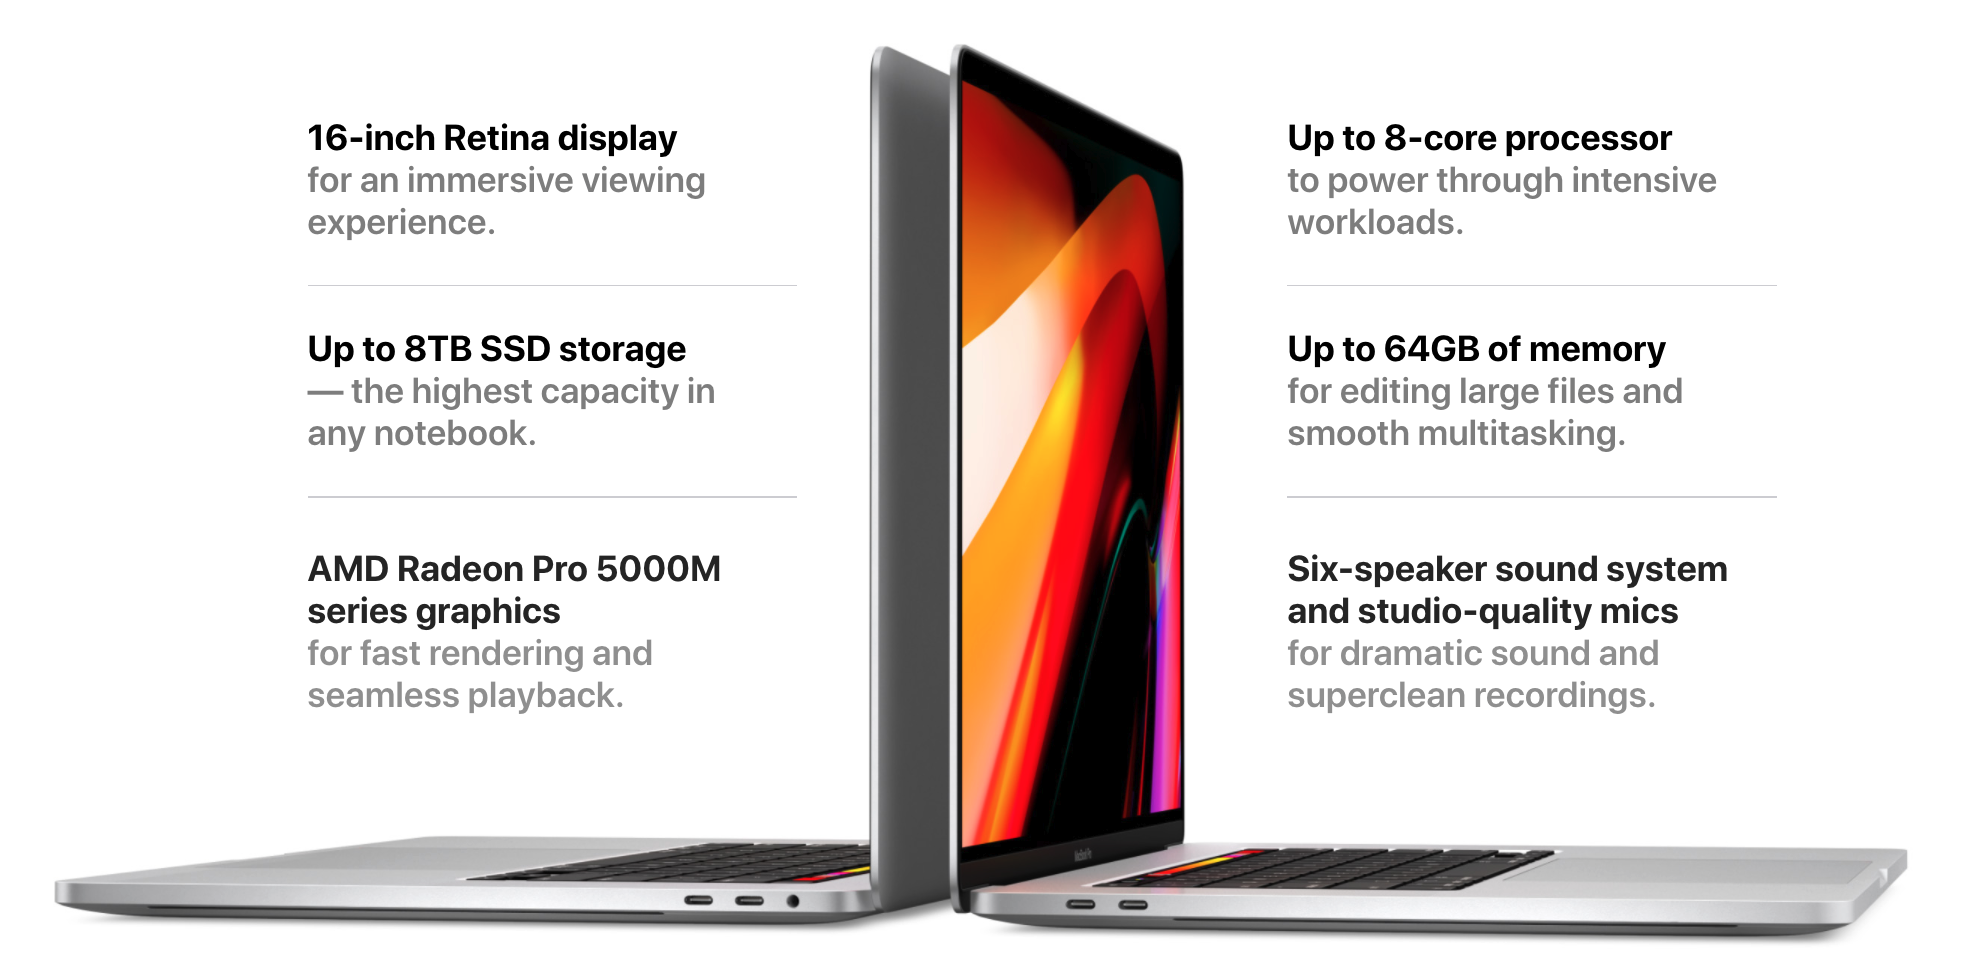 16-inch Retina display
for an immersive viewing
experience.
Up to 8TB SSD storage
— the highest capacity in
any notebook.
AMD Radeon Pro 5000M
series graphics
for fast rendering and
seamless playback.
Up to 8-core processor
to power through intensive
workloads.
Up to 64GB of memory
for editing large files and
smooth multitasking.
Six-speaker sound system
and studio-quality mics
for dramatic sound and
superclean recordings.
MacBook Pro